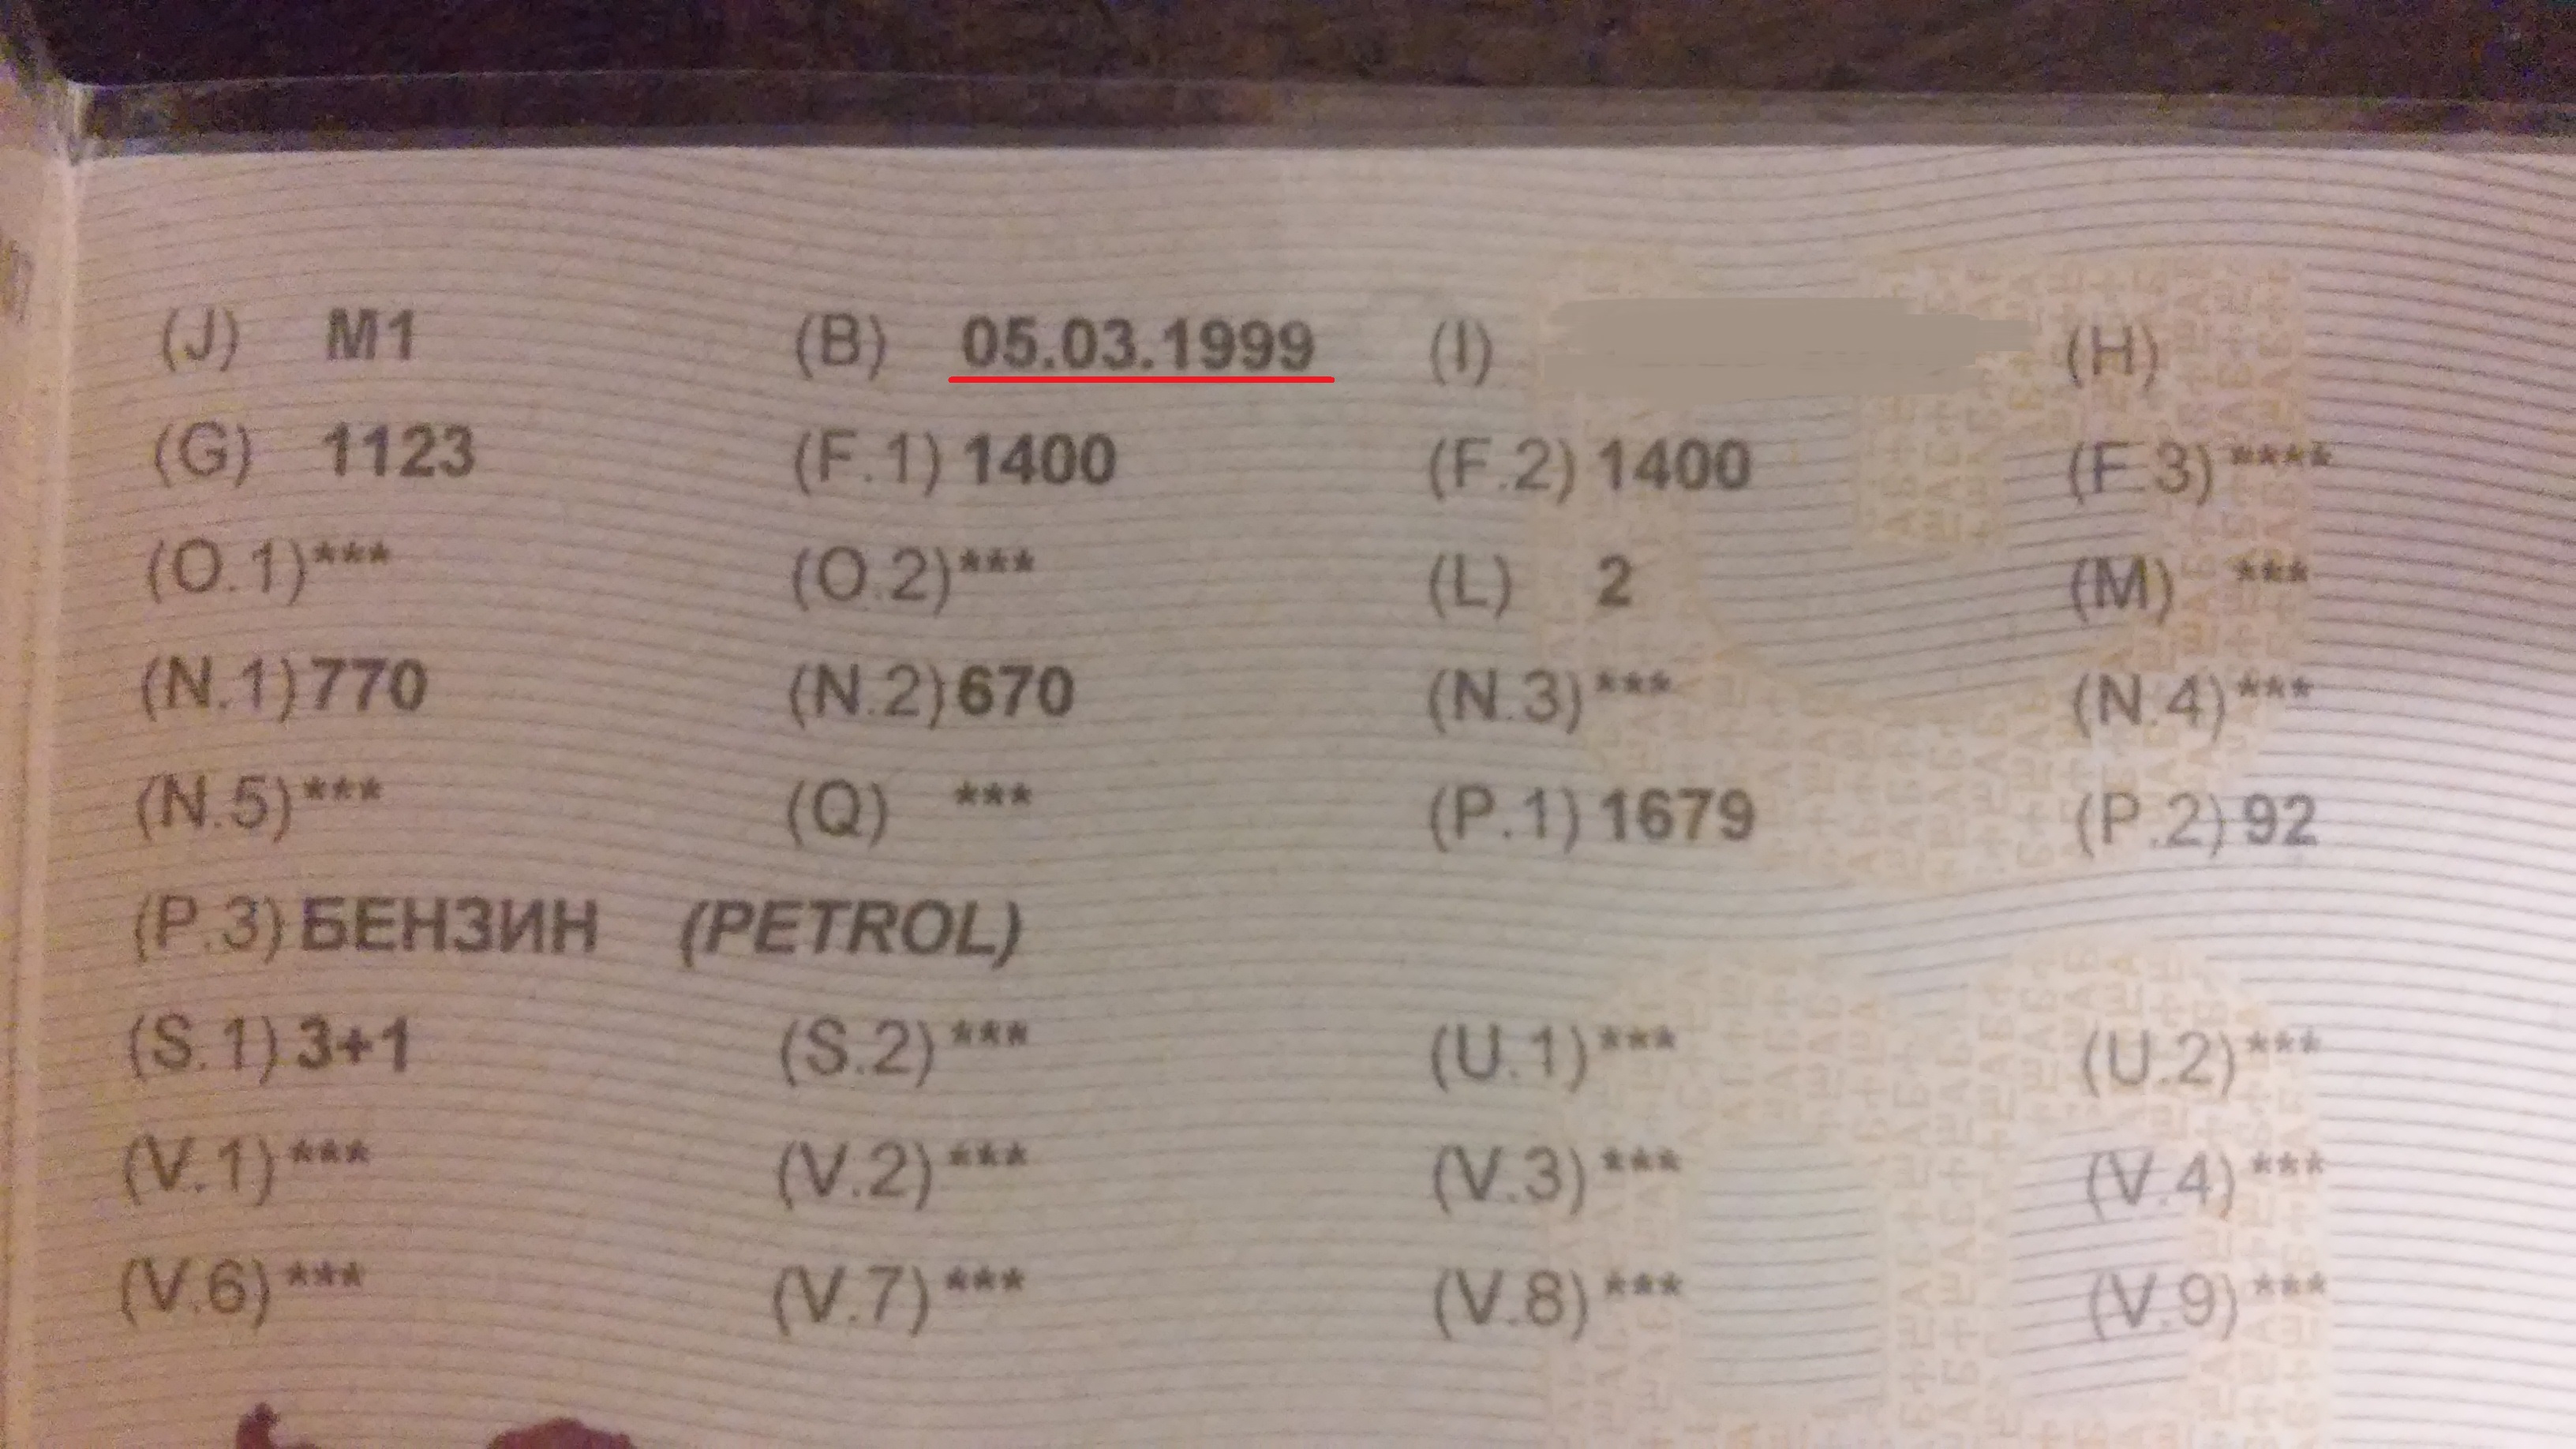 (J) M1 (B) 05.03.1999 (I) (H)
(G) 1123 (F.1) 1400 (F.2) 1400 (F.3) ****
(O.1) *** (O.2) *** (L) 2 (M) ***
(N.1) 770 (N.2) 670 (N.3) *** (N.4) ***
(N.5) *** (Q) *** (P.1) 1679 (P.2) 92
(P.3) БЕНЗИН (PETROL)
(S.1) 3+1 (S.2) *** (U.1) *** (U.2) ***
(V.1) *** (V.2) *** (V.3) *** (V.4) ***
(V.6) *** (V.7) *** (V.8) *** (V.9) ***